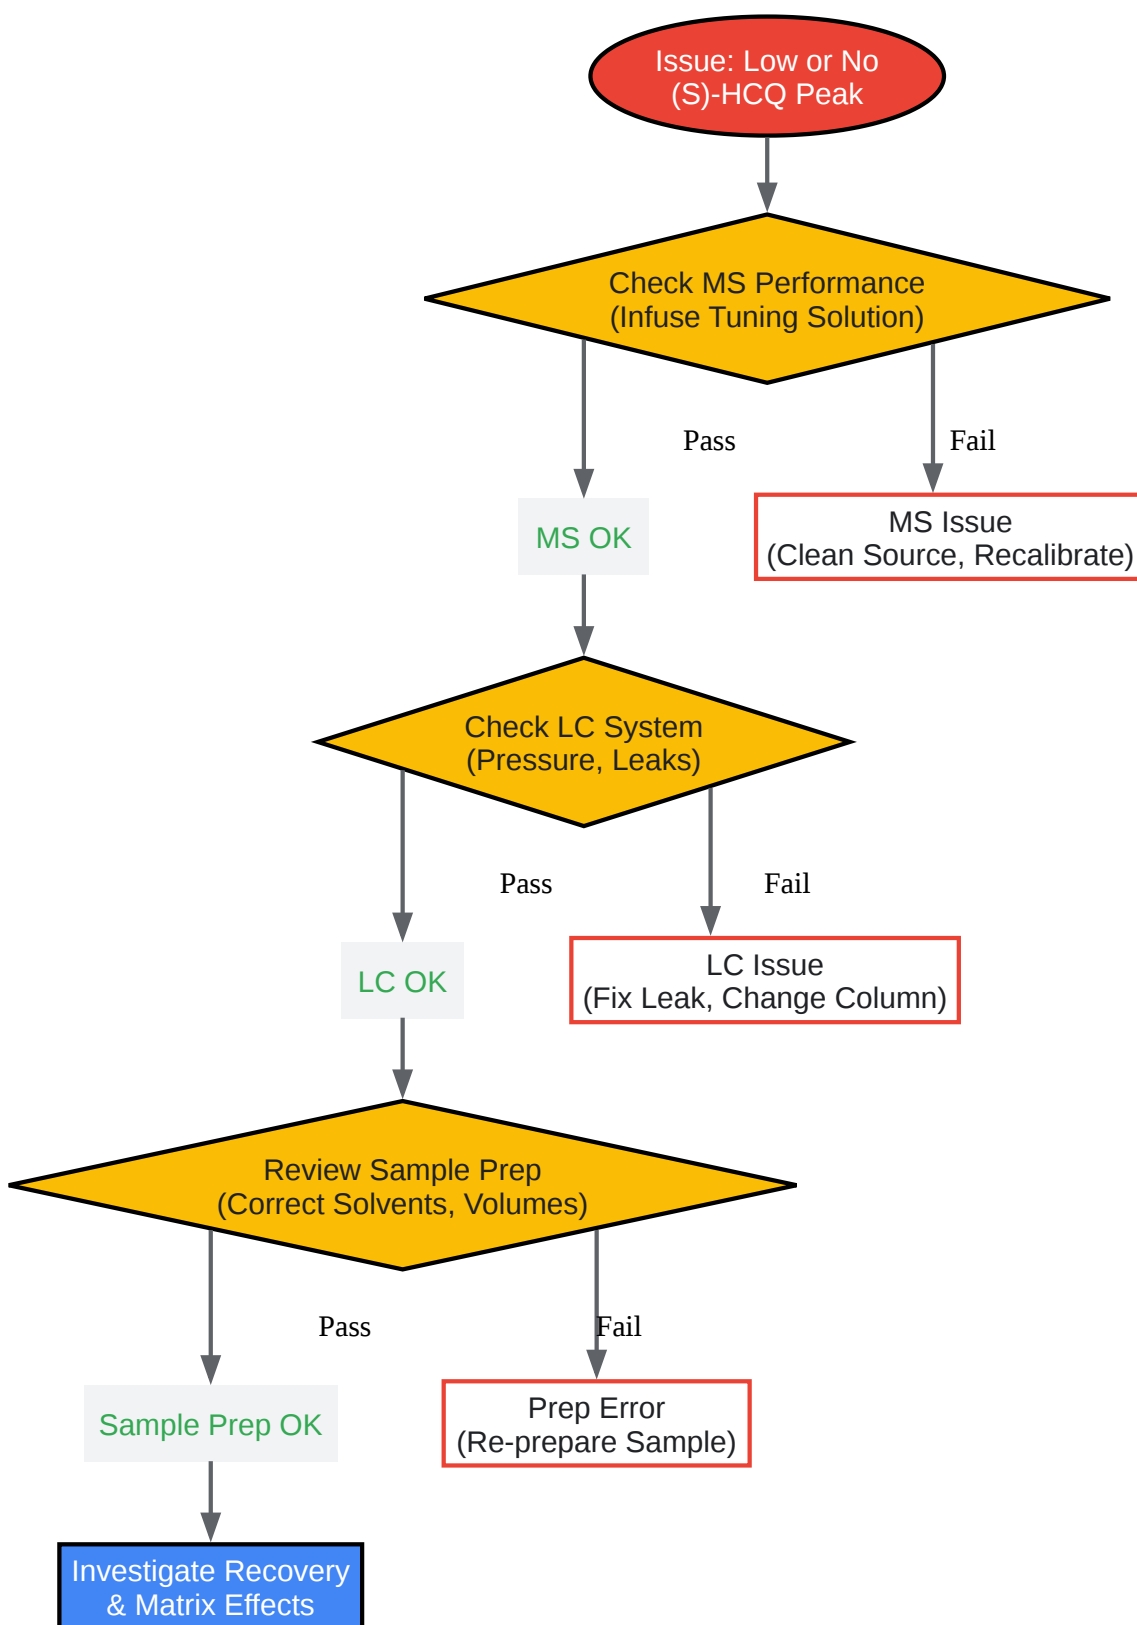 Issue: Low or No
(S)-HCQ Peak
Check MS Performance
(Infuse Tuning Solution)
Pass
Fail
MS OK
MS Issue
(Clean Source, Recalibrate)
Check LC System
(Pressure, Leaks)
Pass
Fail
LC OK
LC Issue
(Fix Leak, Change Column)
Review Sample Prep
(Correct Solvents, Volumes)
Pass
Fail
Sample Prep OK
Prep Error
(Re-prepare Sample)
Investigate Recovery
& Matrix Effects